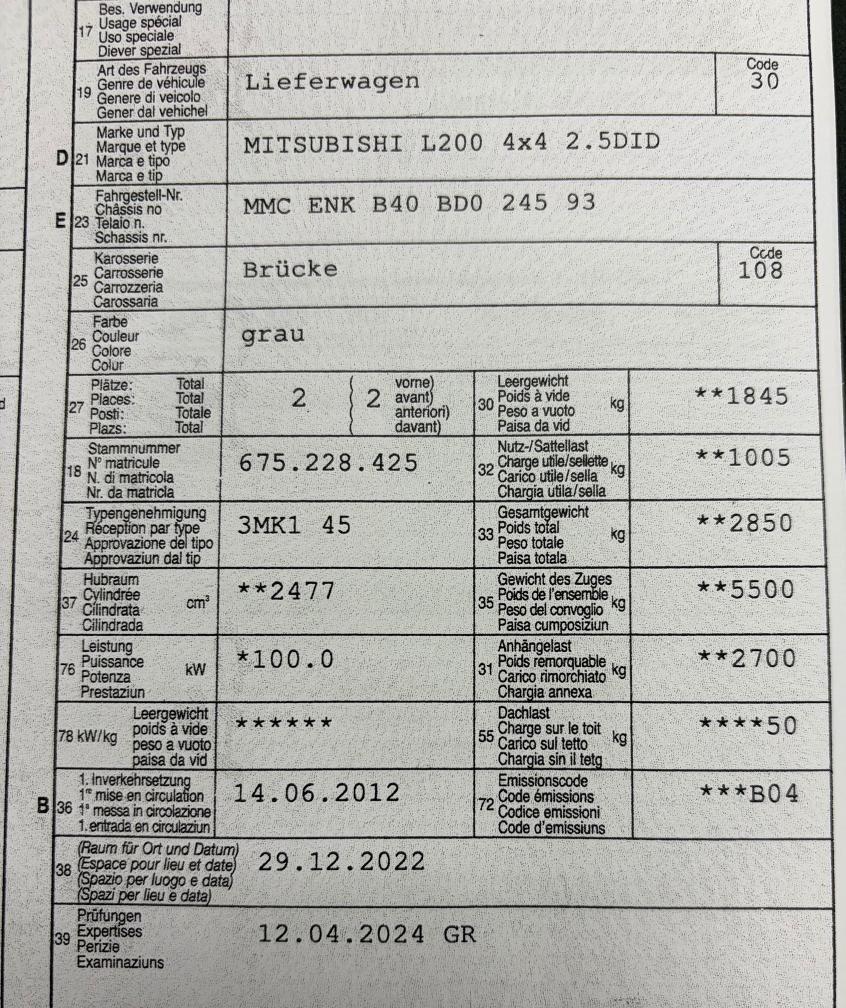 17 Bes. Verwendung
Usage spécial
Uso speciale
Diever spezial
19 Art des Fahrzeugs
Genre de véhicule
Genere di veicolo
Gener dal vehichel
Lieferwagen
Code
30
D 21 Marke und Typ
Marque et type
Marca e tipo
Marca e tip
MITSUBISHI L200 4x4 2.5DID
E 23 Fahrgestell-Nr.
Châssis no
Telaio n.
Schassis nr.
MMC ENK B40 BD0 245 93
25 Karosserie
Carrosserie
Carrozzeria
Carossaria
Brücke
Code
108
26 Farbe
Couleur
Colore
Colur
grau
27 Plätze: Total
Places: Total
Posti: Totale
Plazs: Total
2 ( 2 vorne)
avant)
anteriori)
davant)
30 Leergewicht
Poids à vide
Peso a vuoto
Paisa da vid
kg
**1845
18 Stammnummer
N° matricule
N. di matricola
Nr. da matricla
675.228.425
32 Nutz-/Sattellast
Charge utile/sellette
Carico utile/sella
Chargia utila/sella
kg
**1005
24 Typengenehmigung
Réception par type
Approvazione del tipo
Approvaziun dal tip
3MK1 45
33 Gesamtgewicht
Poids total
Peso totale
Paisa totala
kg
**2850
37 Hubraum
Cylindrée
Cilindrata
Cilindrada
cm³
**2477
35 Gewicht des Zuges
Poids de l'ensemble
Peso del convoglio
Paisa cumposiziun
kg
**5500
76 Leistung
Puissance
Potenza
Prestaziun
kW
*100.0
31 Anhängelast
Poids remorquable
Carico rimorchiato
Chargia annexa
kg
**2700
78 kW/kg Leergewicht
poids à vide
peso a vuoto
paisa da vid
******
55 Dachlast
Charge sur le toit
Carico sul tetto
Chargia sin il tetg
kg
****50
B 36 1. Inverkehrsetzung
1re mise en circulation
1a messa in circolazione
1. entrada en circulaziun
14.06.2012
72 Emissionscode
Code émissions
Codice emissioni
Code d'emissiuns
***B04
38 (Raum für Ort und Datum)
(Espace pour lieu et date)
(Spazio per luogo e data)
(Spazi per lieu e data)
29.12.2022
39 Prüfungen
Expertises
Perizie
Examinaziuns
12.04.2024 GR